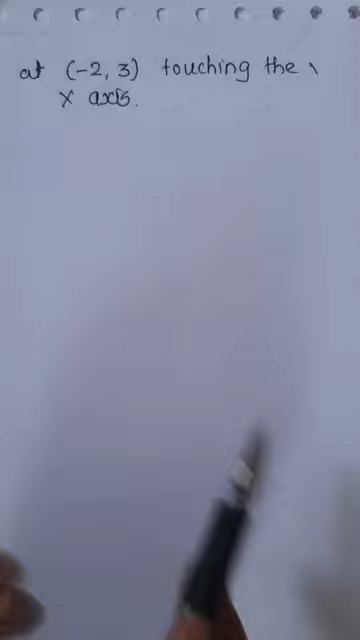 at (-2, 3) touching the
X axis.